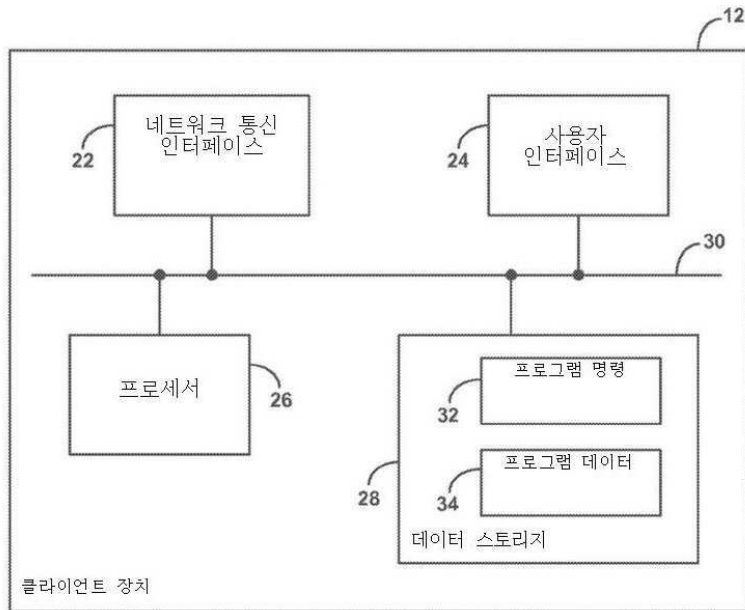 12
네트워크 통신
인터페이스
22
사용자
인터페이스
24
30
프로세서
26
프로그램 명령
32
프로그램 데이터
34
28
데이터 스토리지
클라이언트 장치